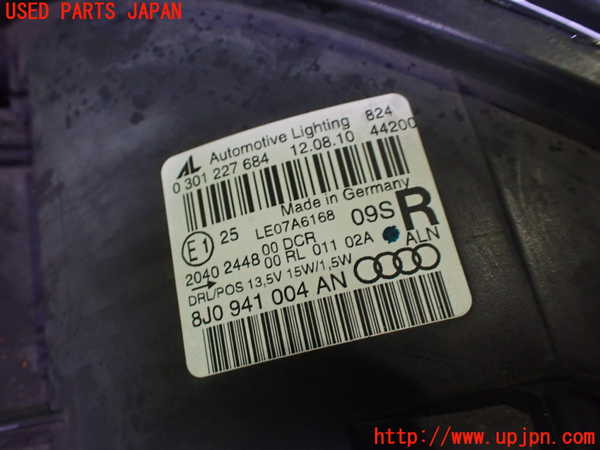 USED PARTS JAPAN
AL Automotive Lighting 824
0 301 227 684 12.08.10 44200
Made in Germany
E1 25 LE07A6168 09S R
2040 00 DCR
2448 00 RL 011 02A ALN
DRL/POS 13,5V 15W/1,5W
8J0 941 004 AN
http://www.upjpn.com